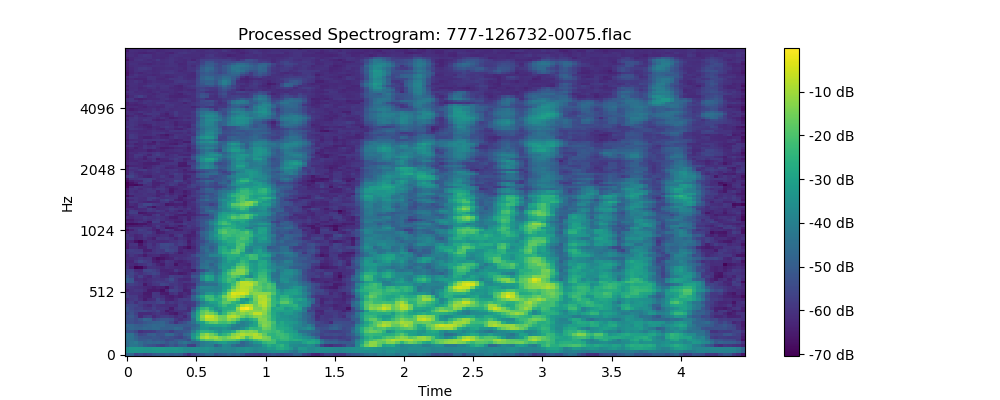 Processed Spectrogram: 777-126732-0075.flac
Hz
4096
2048
1024
512
0
0 0.5 1 1.5 2 2.5 3 3.5 4
Time
-10 dB
-20 dB
-30 dB
-40 dB
-50 dB
-60 dB
-70 dB